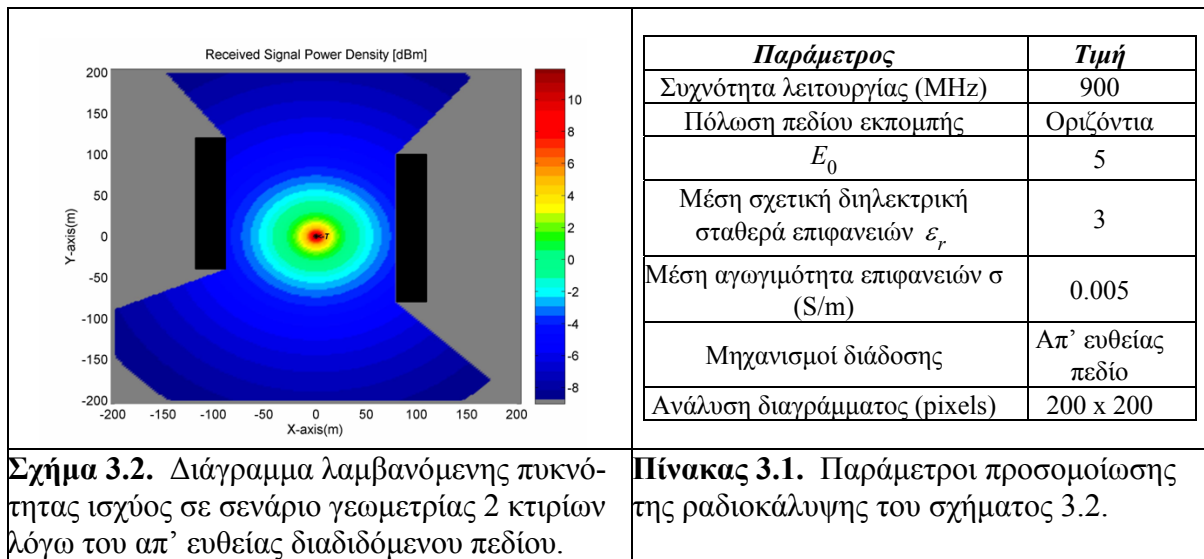 Received Signal Power Density [dBm]
200
150
100
50
0
-50
-100
-150
-200
Y-axis(m)
-200 -150 -100 -50 0 50 100 150 200
X-axis(m)
T
10
8
6
4
2
0
-2
-4
-6
-8
Παράμετρος Τιμή
Συχνότητα λειτουργίας (MHz) 900
Πόλωση πεδίου εκπομπής Οριζόντια
E0 5
Μέση σχετική διηλεκτρική
σταθερά επιφανειών εr 3
Μέση αγωγιμότητα επιφανειών σ
(S/m) 0.005
Μηχανισμοί διάδοσης Απ’ ευθείας
πεδίο
Ανάλυση διαγράμματος (pixels) 200 x 200
Σχήμα 3.2. Διάγραμμα λαμβανόμενης πυκνό-
τητας ισχύος σε σενάριο γεωμετρίας 2 κτιρίων
λόγω του απ’ ευθείας διαδιδόμενου πεδίου.
Πίνακας 3.1. Παράμετροι προσομοίωσης
της ραδιοκάλυψης του σχήματος 3.2.